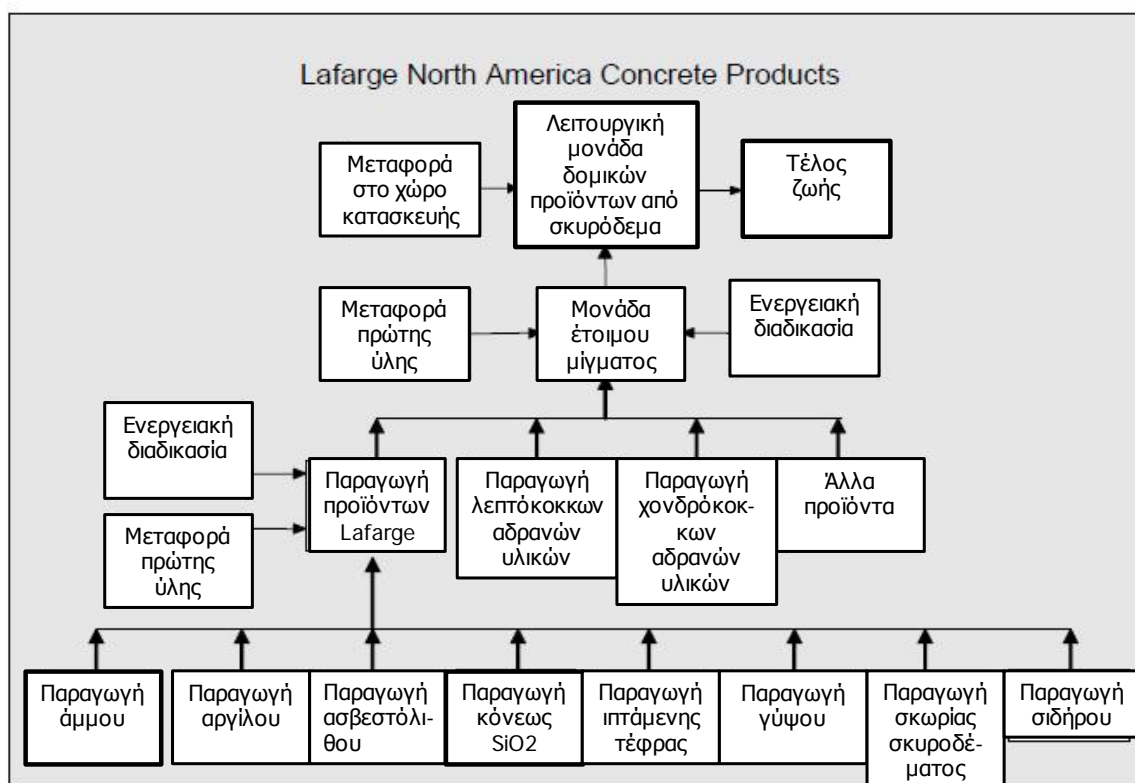 Lafarge North America Concrete Products
Μεταφορά
στο χώρο
κατασκευής
Λειτουργική
μονάδα
δομικών
προϊόντων από
σκυρόδεμα
Τέλος
ζωής
Μεταφορά
πρώτης
ύλης
Μονάδα
έτοιμου
μίγματος
Ενεργειακή
διαδικασία
Ενεργειακή
διαδικασία
Μεταφορά
πρώτης
ύλης
Παραγωγή
προϊόντων
Lafarge
Παραγωγή
λεπτόκοκκων
αδρανών
υλικών
Παραγωγή
χονδρόκοκ-
κων
αδρανών
υλικών
Άλλα
προϊόντα
Παραγωγή
άμμου
Παραγωγή
αργίλου
Παραγωγή
ασβεστόλι-
θου
Παραγωγή
κόνεως
SiO2
Παραγωγή
ιπτάμενης
τέφρας
Παραγωγή
γύψου
Παραγωγή
σκωρίας
σκυροδέ-
ματος
Παραγωγή
σιδήρου